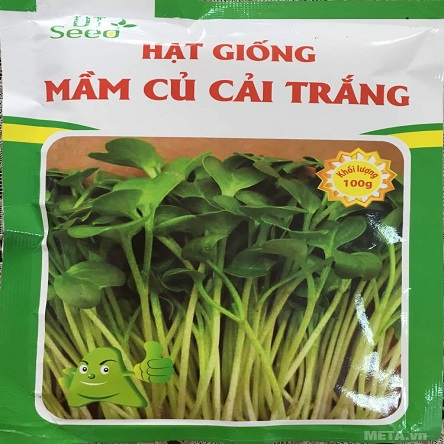 DT
Seed
HẠT GIỐNG
MẦM CỦ CẢI TRẮNG
Khối lượng
100g
META.vn